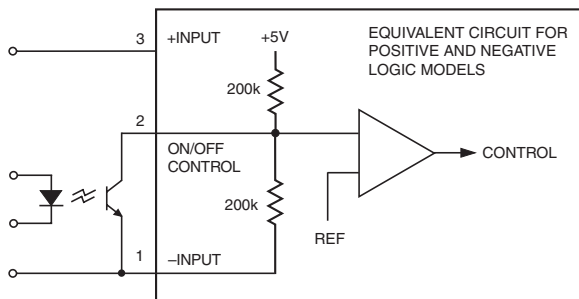 3
+INPUT
+5V
EQUIVALENT CIRCUIT FOR
POSITIVE AND NEGATIVE
LOGIC MODELS
200k
2
ON/OFF
CONTROL
CONTROL
200k
REF
1
–INPUT